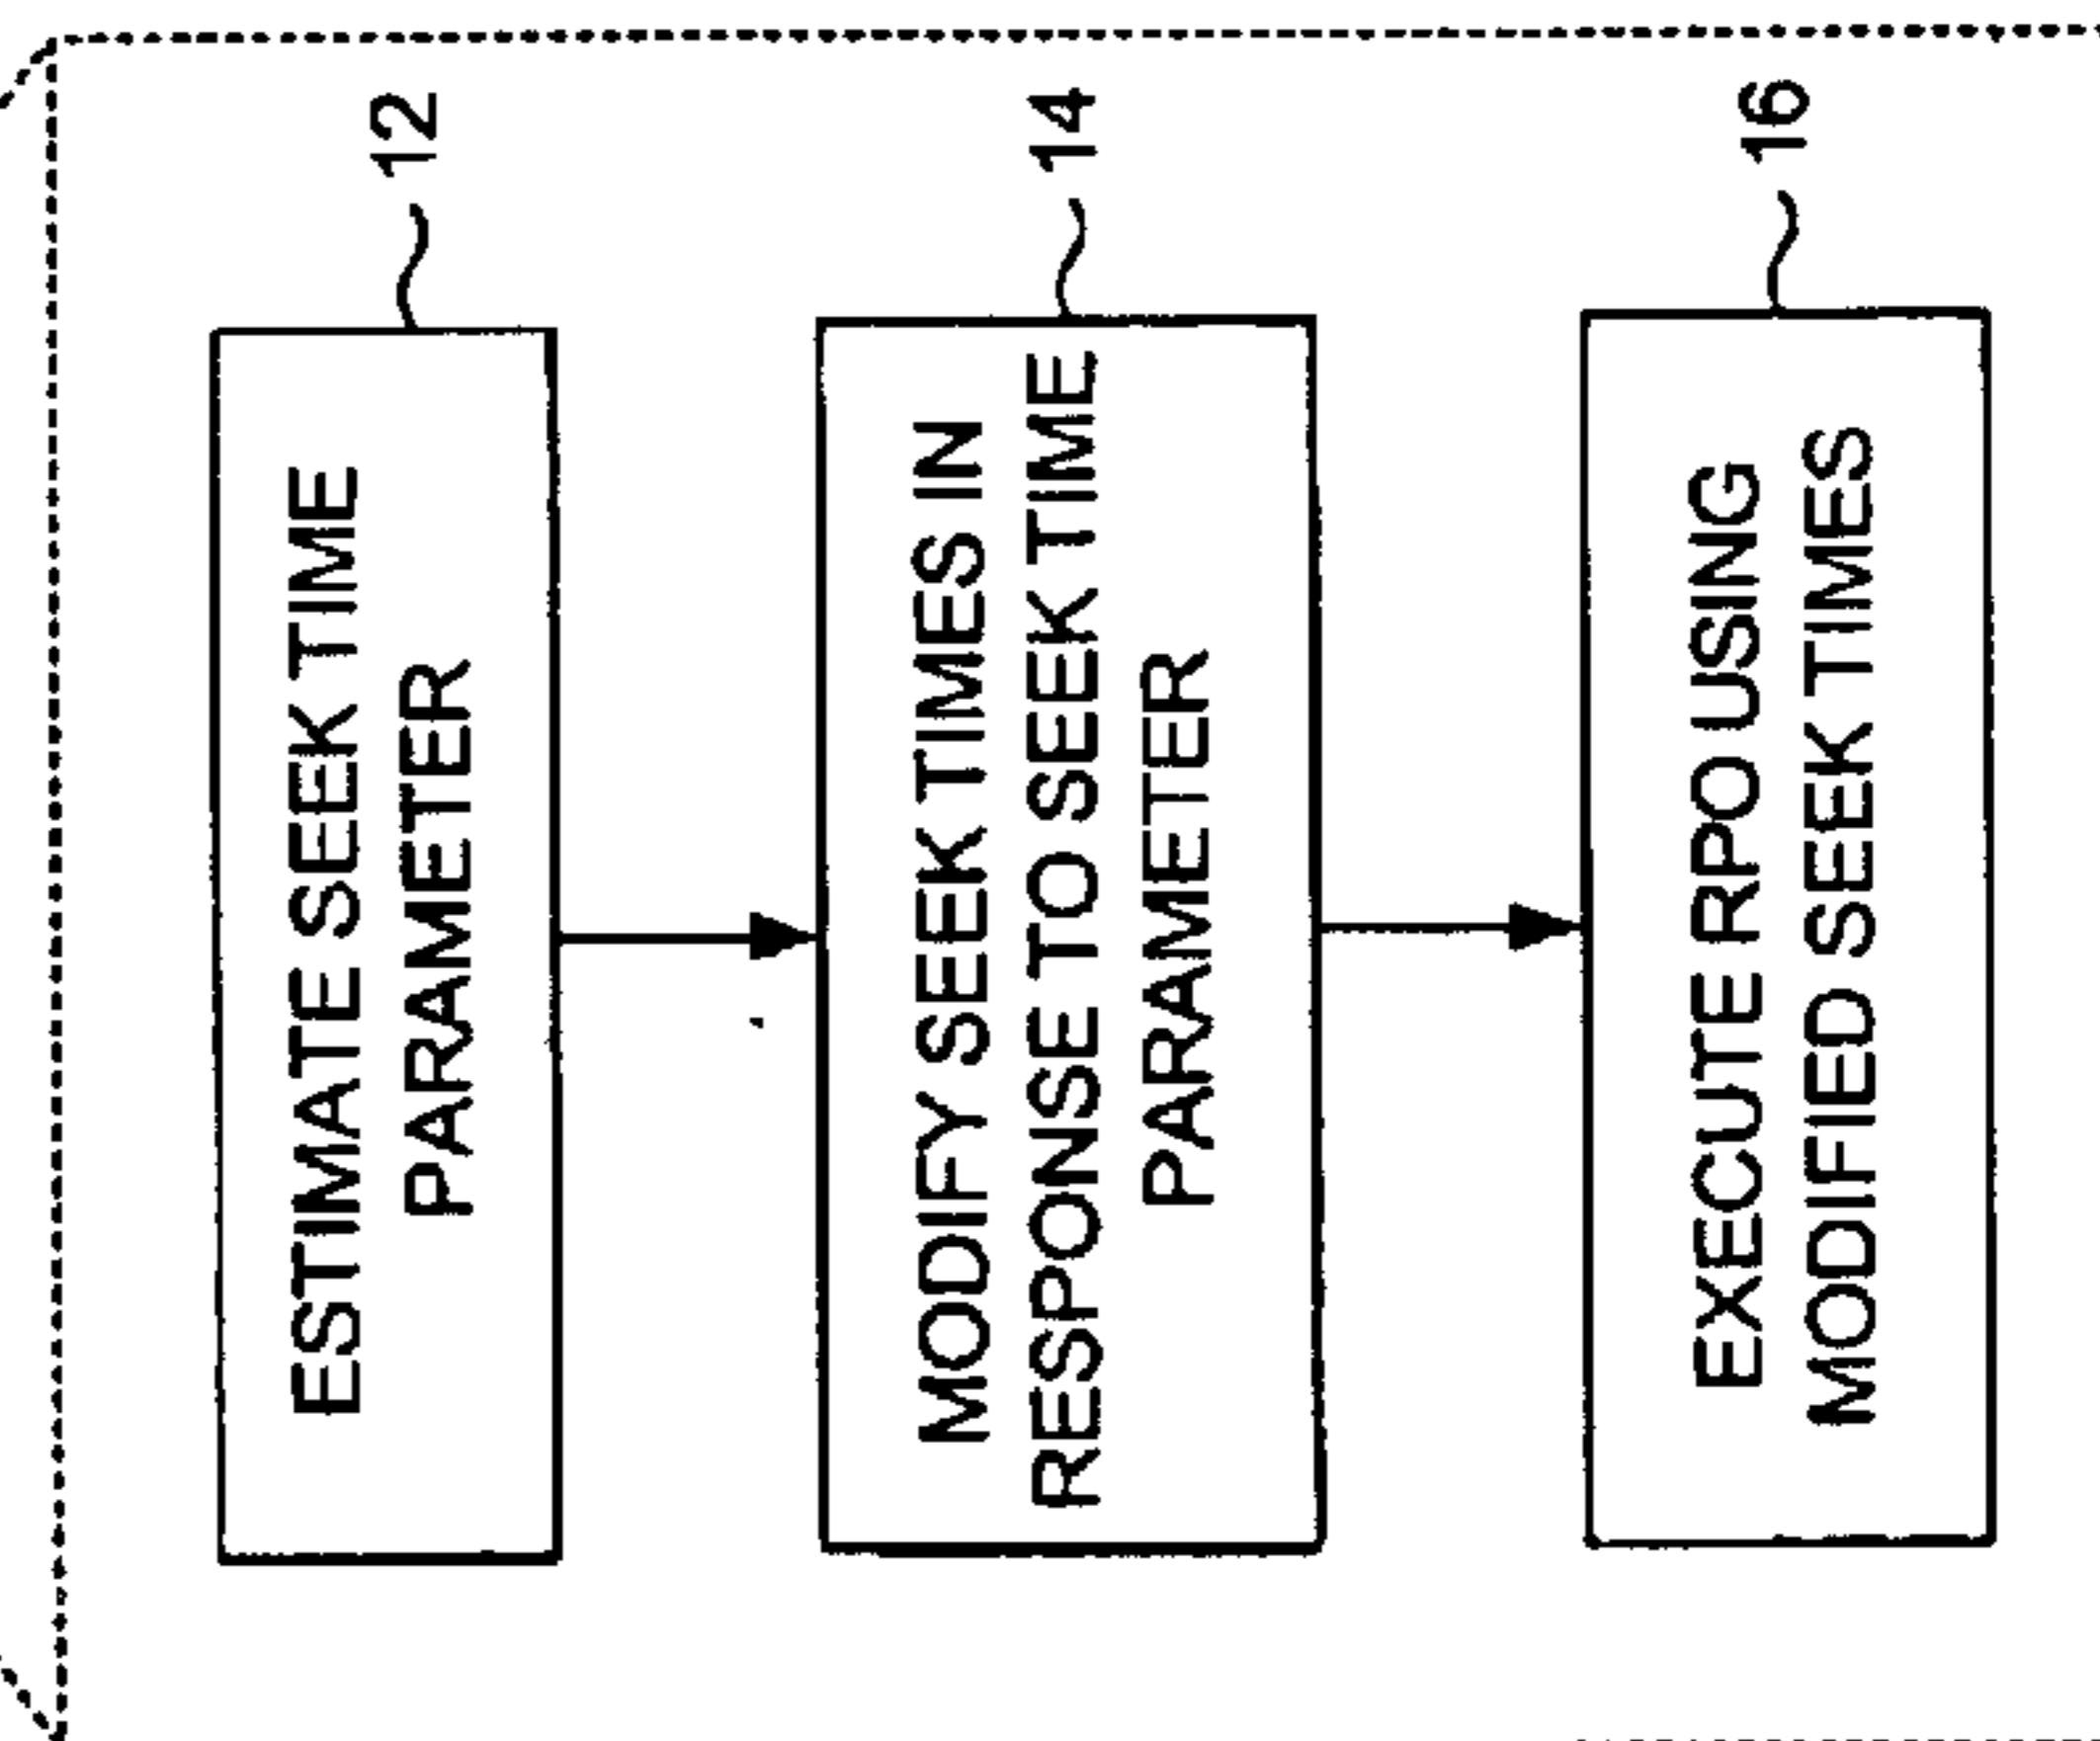 ESTIMATE SEEK TIME
PARAMETER
12
MODIFY SEEK TIMES IN
RESPONSE TO SEEK TIME
PARAMETER
14
EXECUTE RPO USING
MODIFIED SEEK TIMES
16